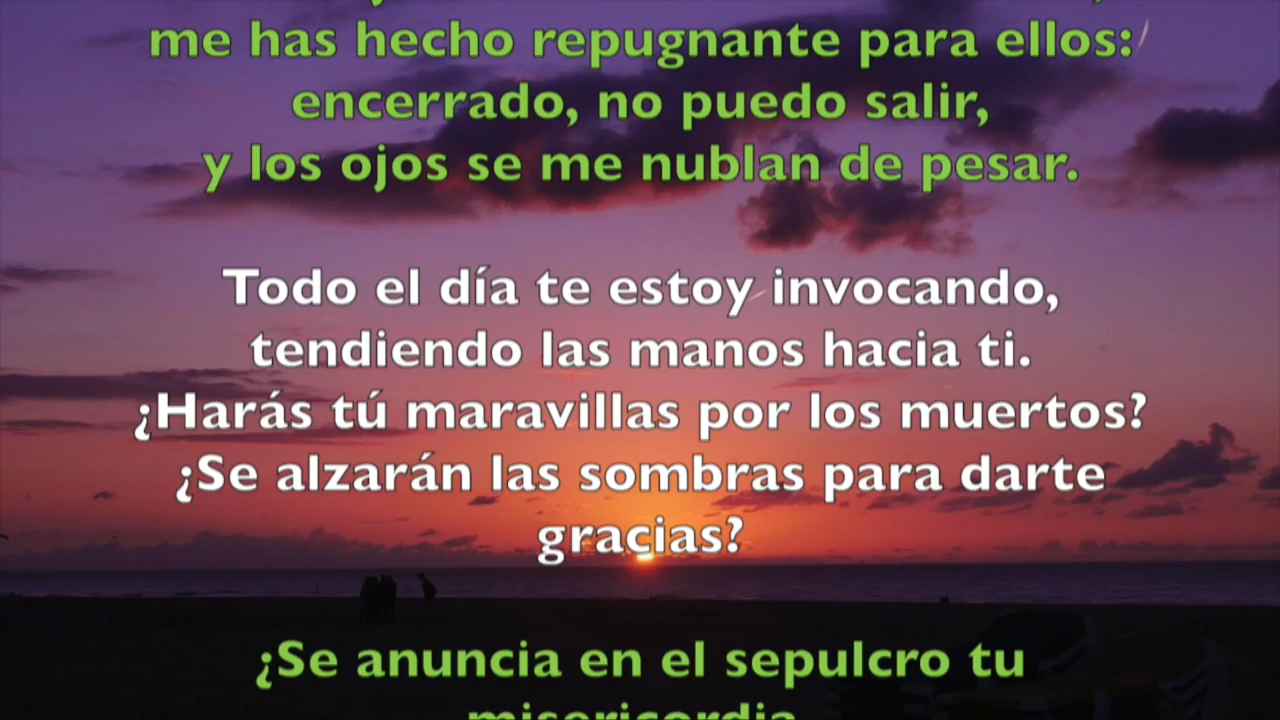 me has hecho repugnante para ellos:
encerrado, no puedo salir,
y los ojos se me nublan de pesar.
Todo el día te estoy invocando,
tendiendo las manos hacia ti.
¿Harás tú maravillas por los muertos?
¿Se alzarán las sombras para darte
gracias?
¿Se anuncia en el sepulcro tu
misericordia